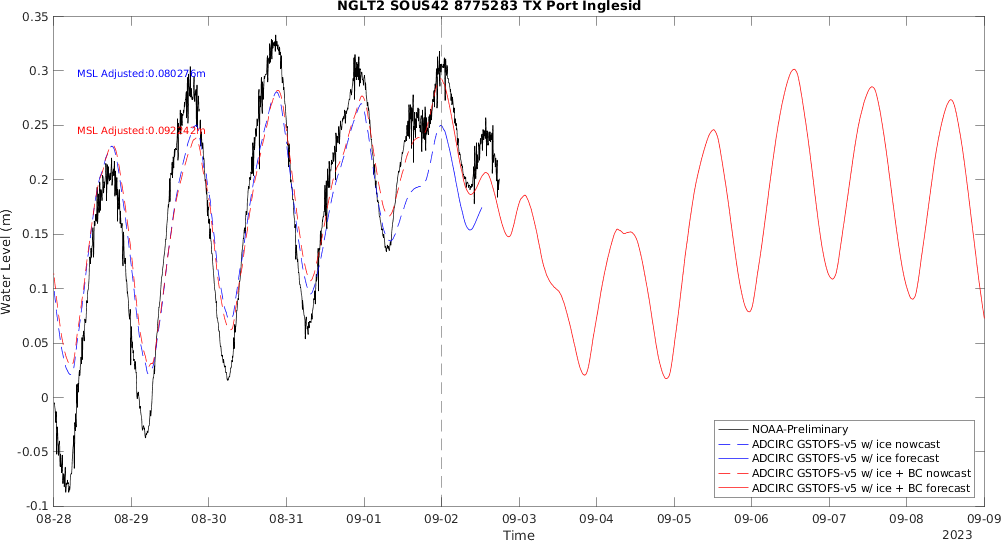 NGLT2 SOUS42 8775283 TX Port Inglesid
0.35
0.3
0.25
0.2
0.15
0.1
0.05
0
-0.05
-0.1
Water Level (m)
MSL Adjusted:0.080276m
MSL Adjusted:
NOAA-Preliminary
ADCIRC GSTOFS-v5 w/ ice nowcast
ADCIRC GSTOFS-v5 w/ ice forecast
ADCIRC GSTOFS-v5 w/ ice + BC nowcast
ADCIRC GSTOFS-v5 w/ ice + BC forecast
08-28 08-29 08-30 08-31 09-01 09-02 09-03 09-04 09-05 09-06 09-07 09-08 09-09
2023
Time